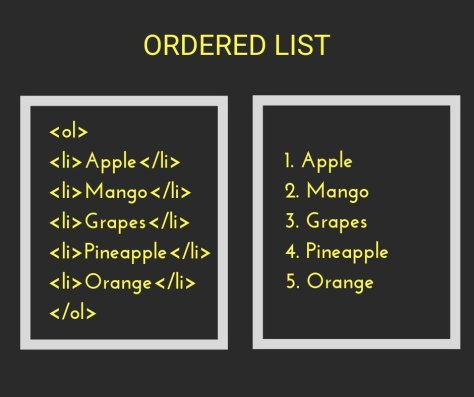 ORDERED LIST
<ol>
<li>Apple</li>
<li>Mango</li>
<li>Grapes</li>
<li>Pineapple</li>
<li>Orange</li>
</ol>
1. Apple
2. Mango
3. Grapes
4. Pineapple
5. Orange